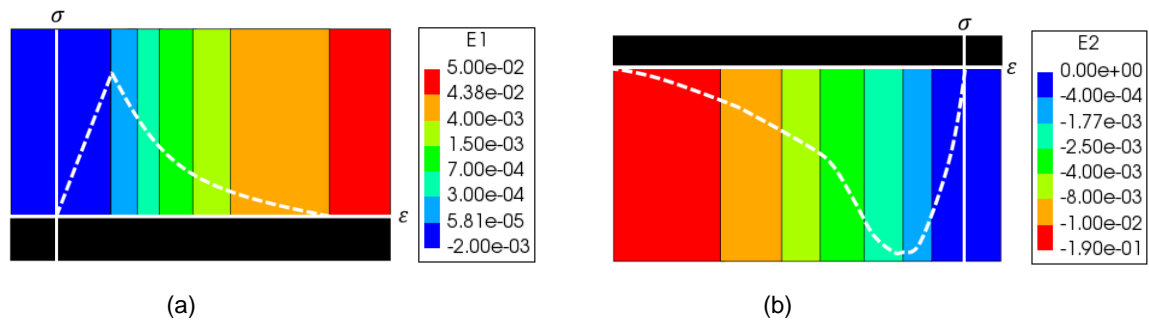 σ
ε
E1
5.00e-02
4.38e-02
4.00e-03
1.50e-03
7.00e-04
3.00e-04
5.81e-05
-2.00e-03
(a)
σ
ε
E2
0.00e+00
-4.00e-04
-1.77e-03
-2.50e-03
-4.00e-03
-8.00e-03
-1.00e-02
-1.90e-01
(b)